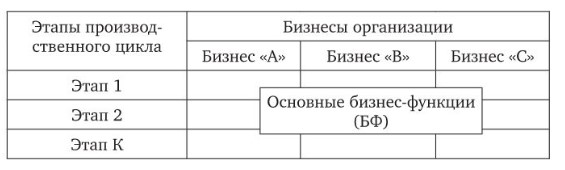 Этапы производ-
ственного цикла
Бизнесы организации
Бизнес «А»
Бизнес «В»
Бизнес «С»
Этап 1
Этап 2
Этап К
Основные бизнес-функции
(БФ)